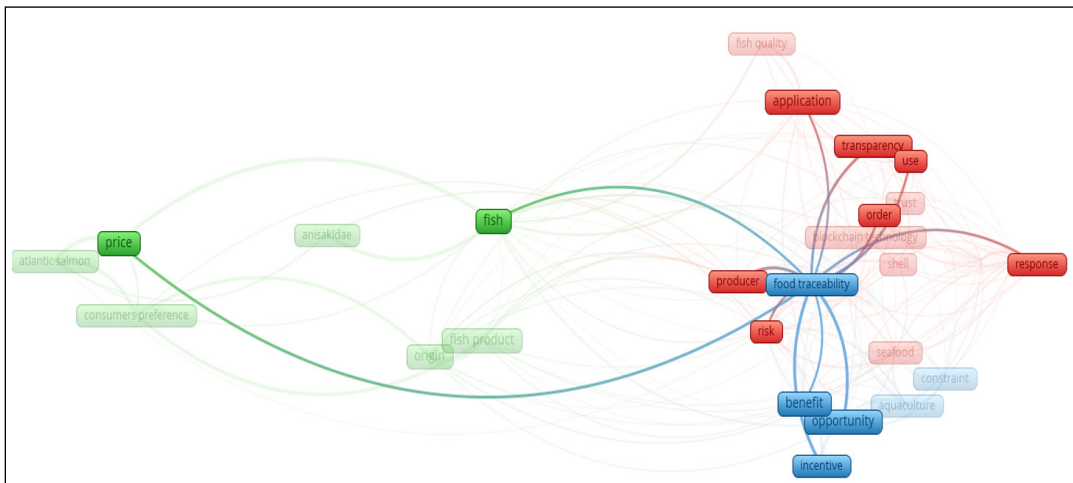 fish quality
application
transparency
use
trust
order
fish
anisakidae
blockchain technology
price
atlantic salmon
shell
response
producer
food traceability
consumers preference
risk
fish product
origin
seafood
constraint
benefit
aquaculture
opportunity
incentive